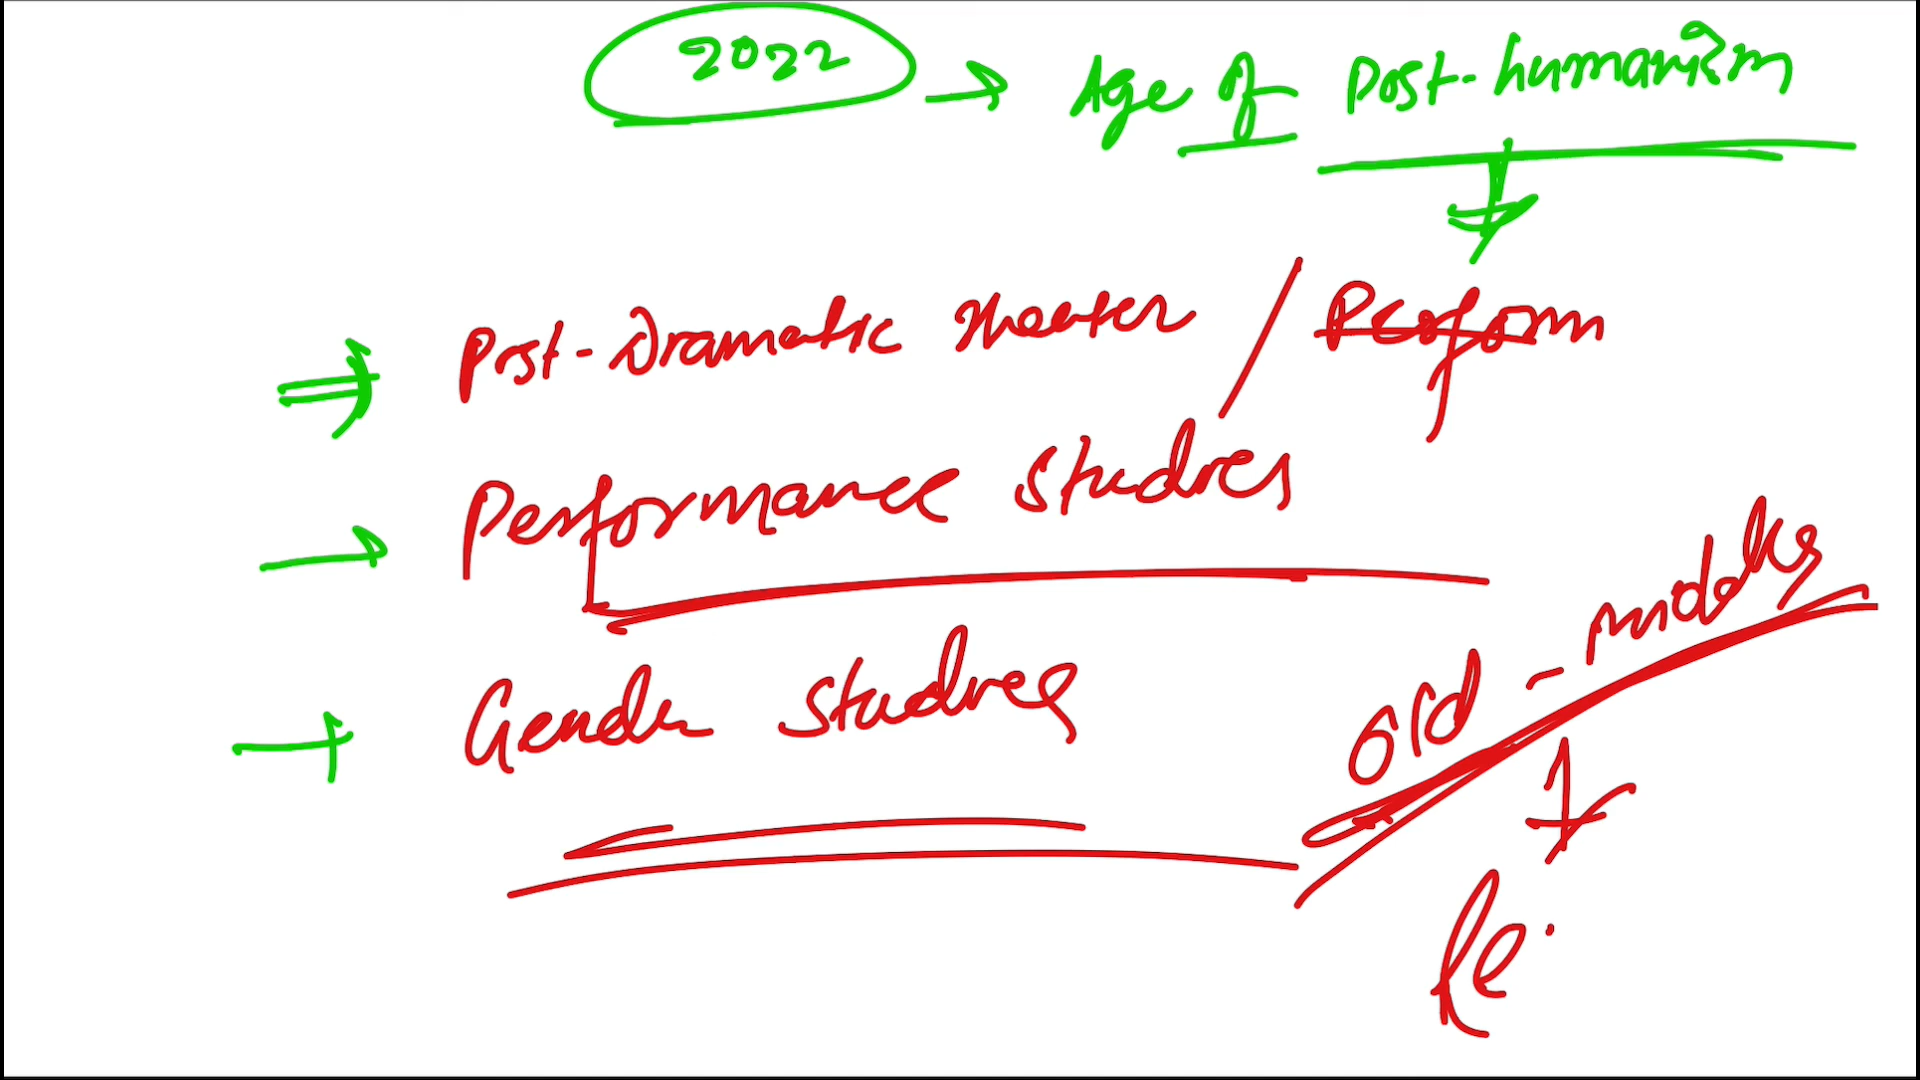 2022 → Age of Post-humanism
⇒ Post-Dramatic Theater / Perform
→ Performance Studies
→ Gender Studies
old - models